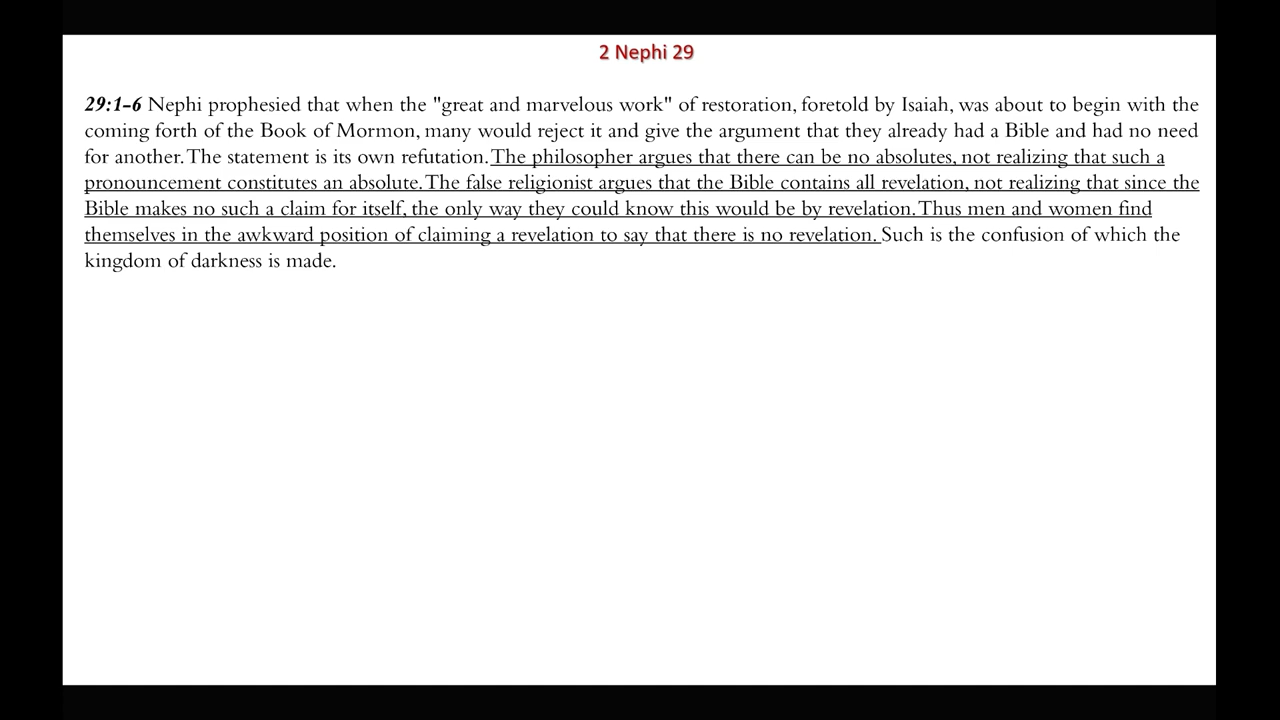 2 Nephi 29
29:1-6 Nephi prophesied that when the "great and marvelous work" of restoration, foretold by Isaiah, was about to begin with the
coming forth of the Book of Mormon, many would reject it and give the argument that they already had a Bible and had no need
for another. The statement is its own refutation. The philosopher argues that there can be no absolutes, not realizing that such a
pronouncement constitutes an absolute. The false religionist argues that the Bible contains all revelation, not realizing that since the
Bible makes no such a claim for itself, the only way they could know this would be by revelation. Thus men and women find
themselves in the awkward position of claiming a revelation to say that there is no revelation. Such is the confusion of which the
kingdom of darkness is made.